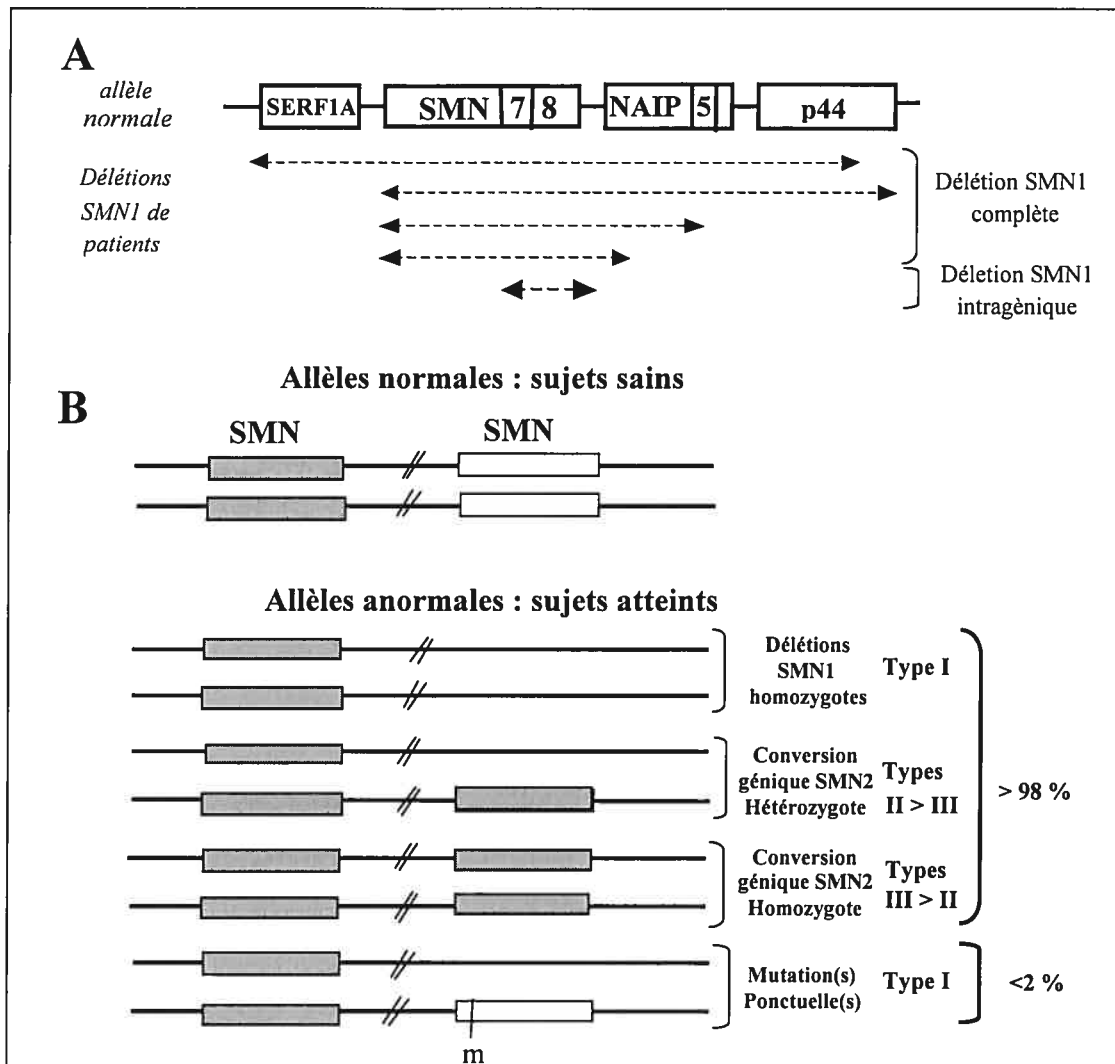 A
allèle
normale
SERF1A
SMN 7 8
NAIP 5
p44
Délétions
SMN1 de
patients
Délétion SMN1
complète
Déletion SMN1
intragènique
Allèles normales : sujets sains
B
SMN
SMN
Allèles anormales : sujets atteints
Délétions
SMN1
homozygotes
Type I
Conversion
génique SMN2
Hétérozygote
Types
II > III
> 98 %
Conversion
génique SMN2
Homozygote
Types
III > II
Mutation(s)
Ponctuelle(s)
Type I
<2 %
m